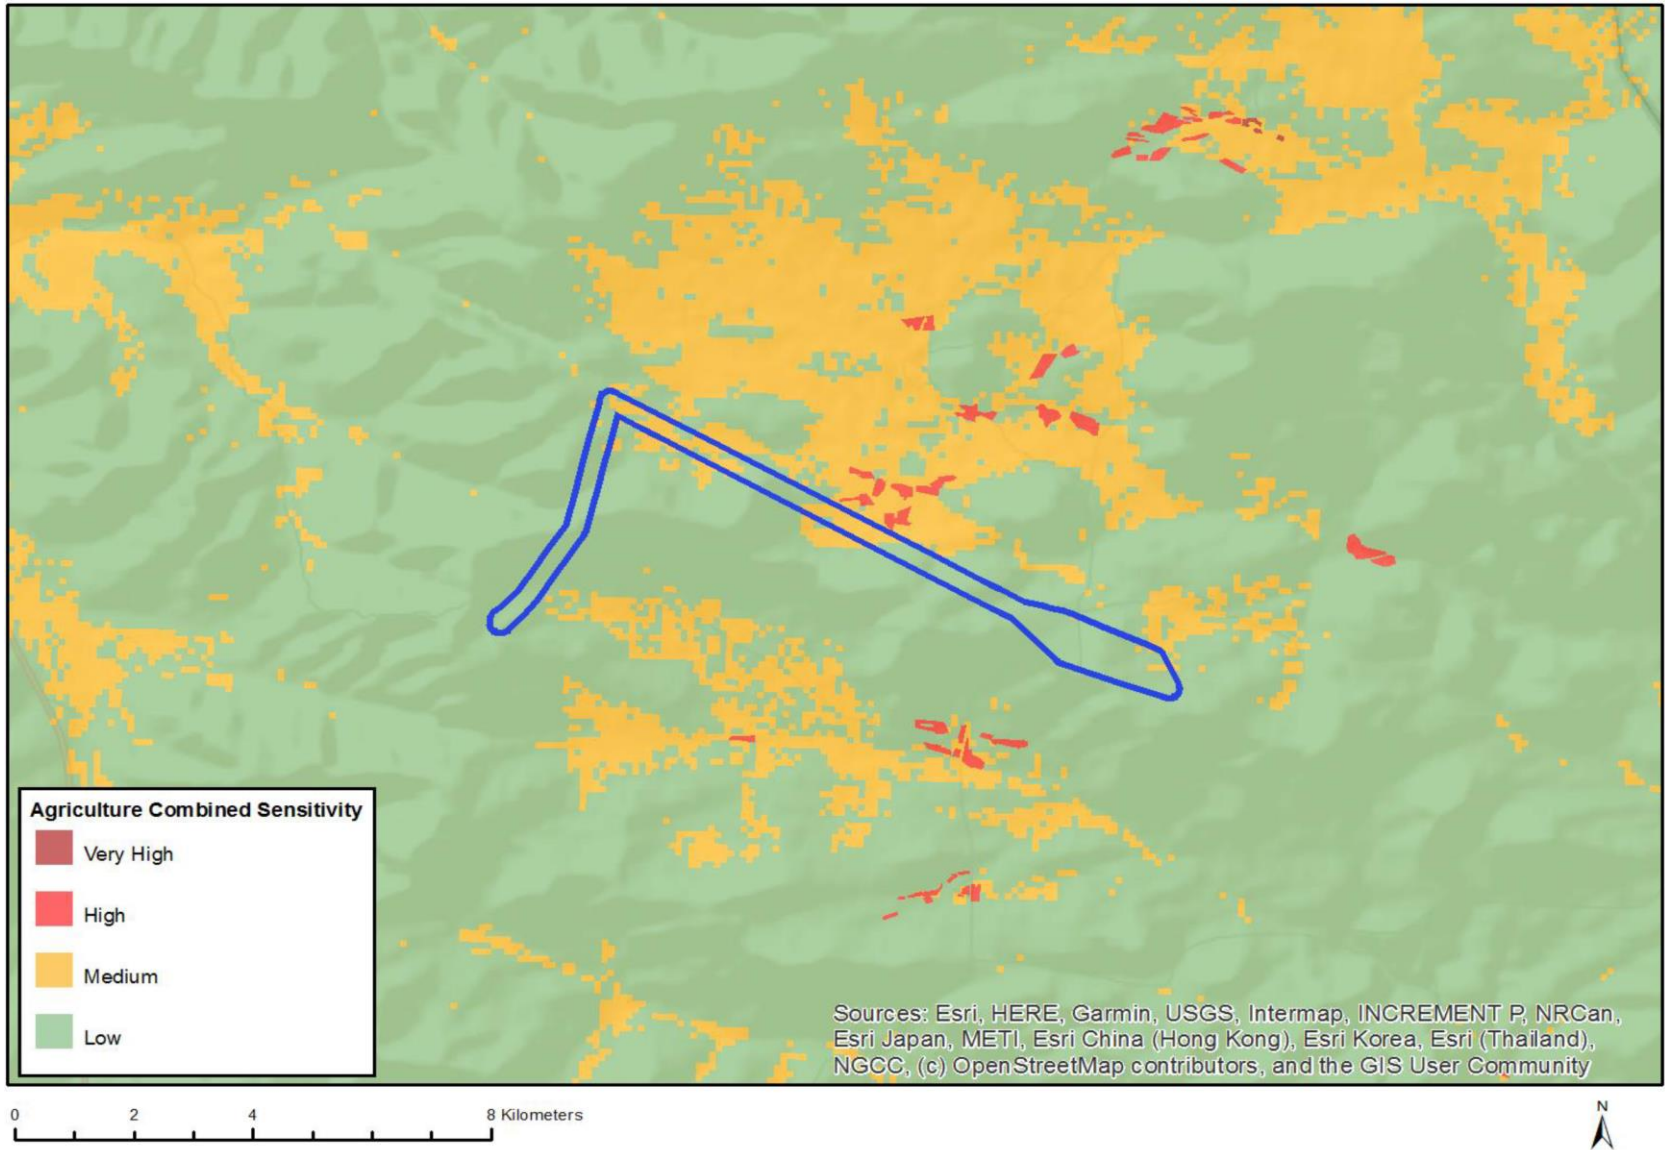 Agriculture Combined Sensitivity
Very High
High
Medium
Low
Sources: Esri, HERE, Garmin, USGS, Intermap, INCREMENT P, NRCan,
Esri Japan, METI, Esri China (Hong Kong), Esri Korea, Esri (Thailand),
NGCC, (c) OpenStreetMap contributors, and the GIS User Community
0 2 4 8 Kilometers
N